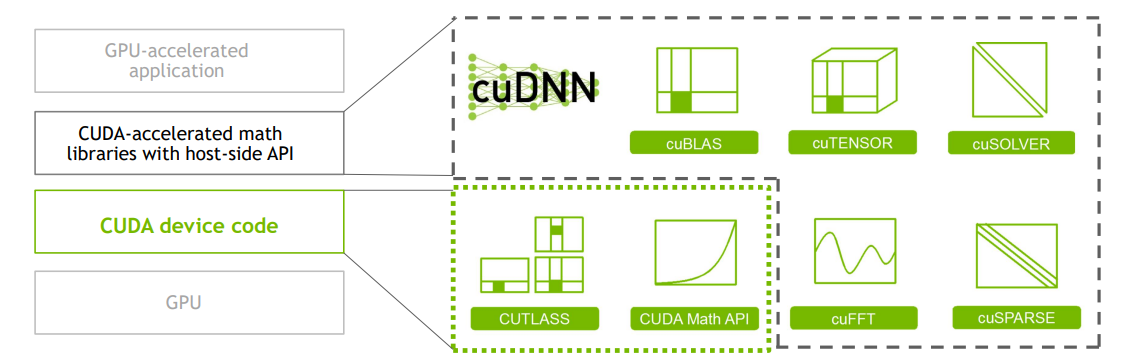 GPU-accelerated
application
CUDA-accelerated math
libraries with host-side API
CUDA device code
GPU
cuDNN
cuBLAS
cuTENSOR
cuSOLVER
CUTLASS
CUDA Math API
cuFFT
cuSPARSE